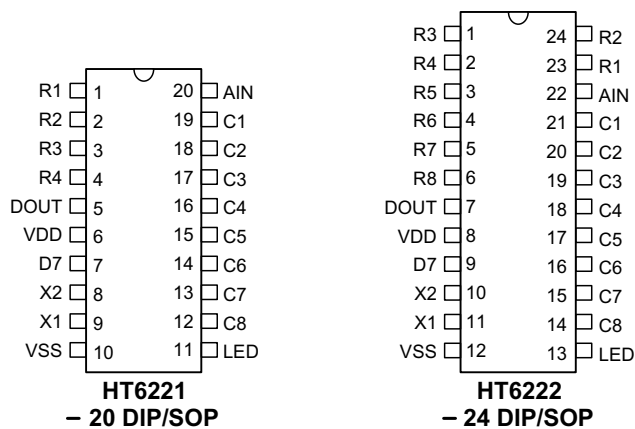 R1 1 20 AIN
R2 2 19 C1
R3 3 18 C2
R4 4 17 C3
DOUT 5 16 C4
VDD 6 15 C5
D7 7 14 C6
X2 8 13 C7
X1 9 12 C8
VSS 10 11 LED
HT6221
– 20 DIP/SOP
R3 1 24 R2
R4 2 23 R1
R5 3 22 AIN
R6 4 21 C1
R7 5 20 C2
R8 6 19 C3
DOUT 7 18 C4
VDD 8 17 C5
D7 9 16 C6
X2 10 15 C7
X1 11 14 C8
VSS 12 13 LED
HT6222
– 24 DIP/SOP